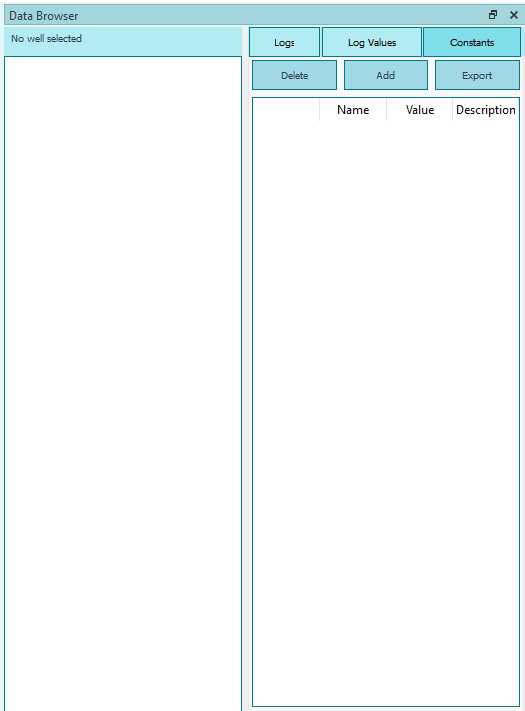 Data Browser
No well selected
Logs Log Values Constants
Delete Add Export
Name Value Description